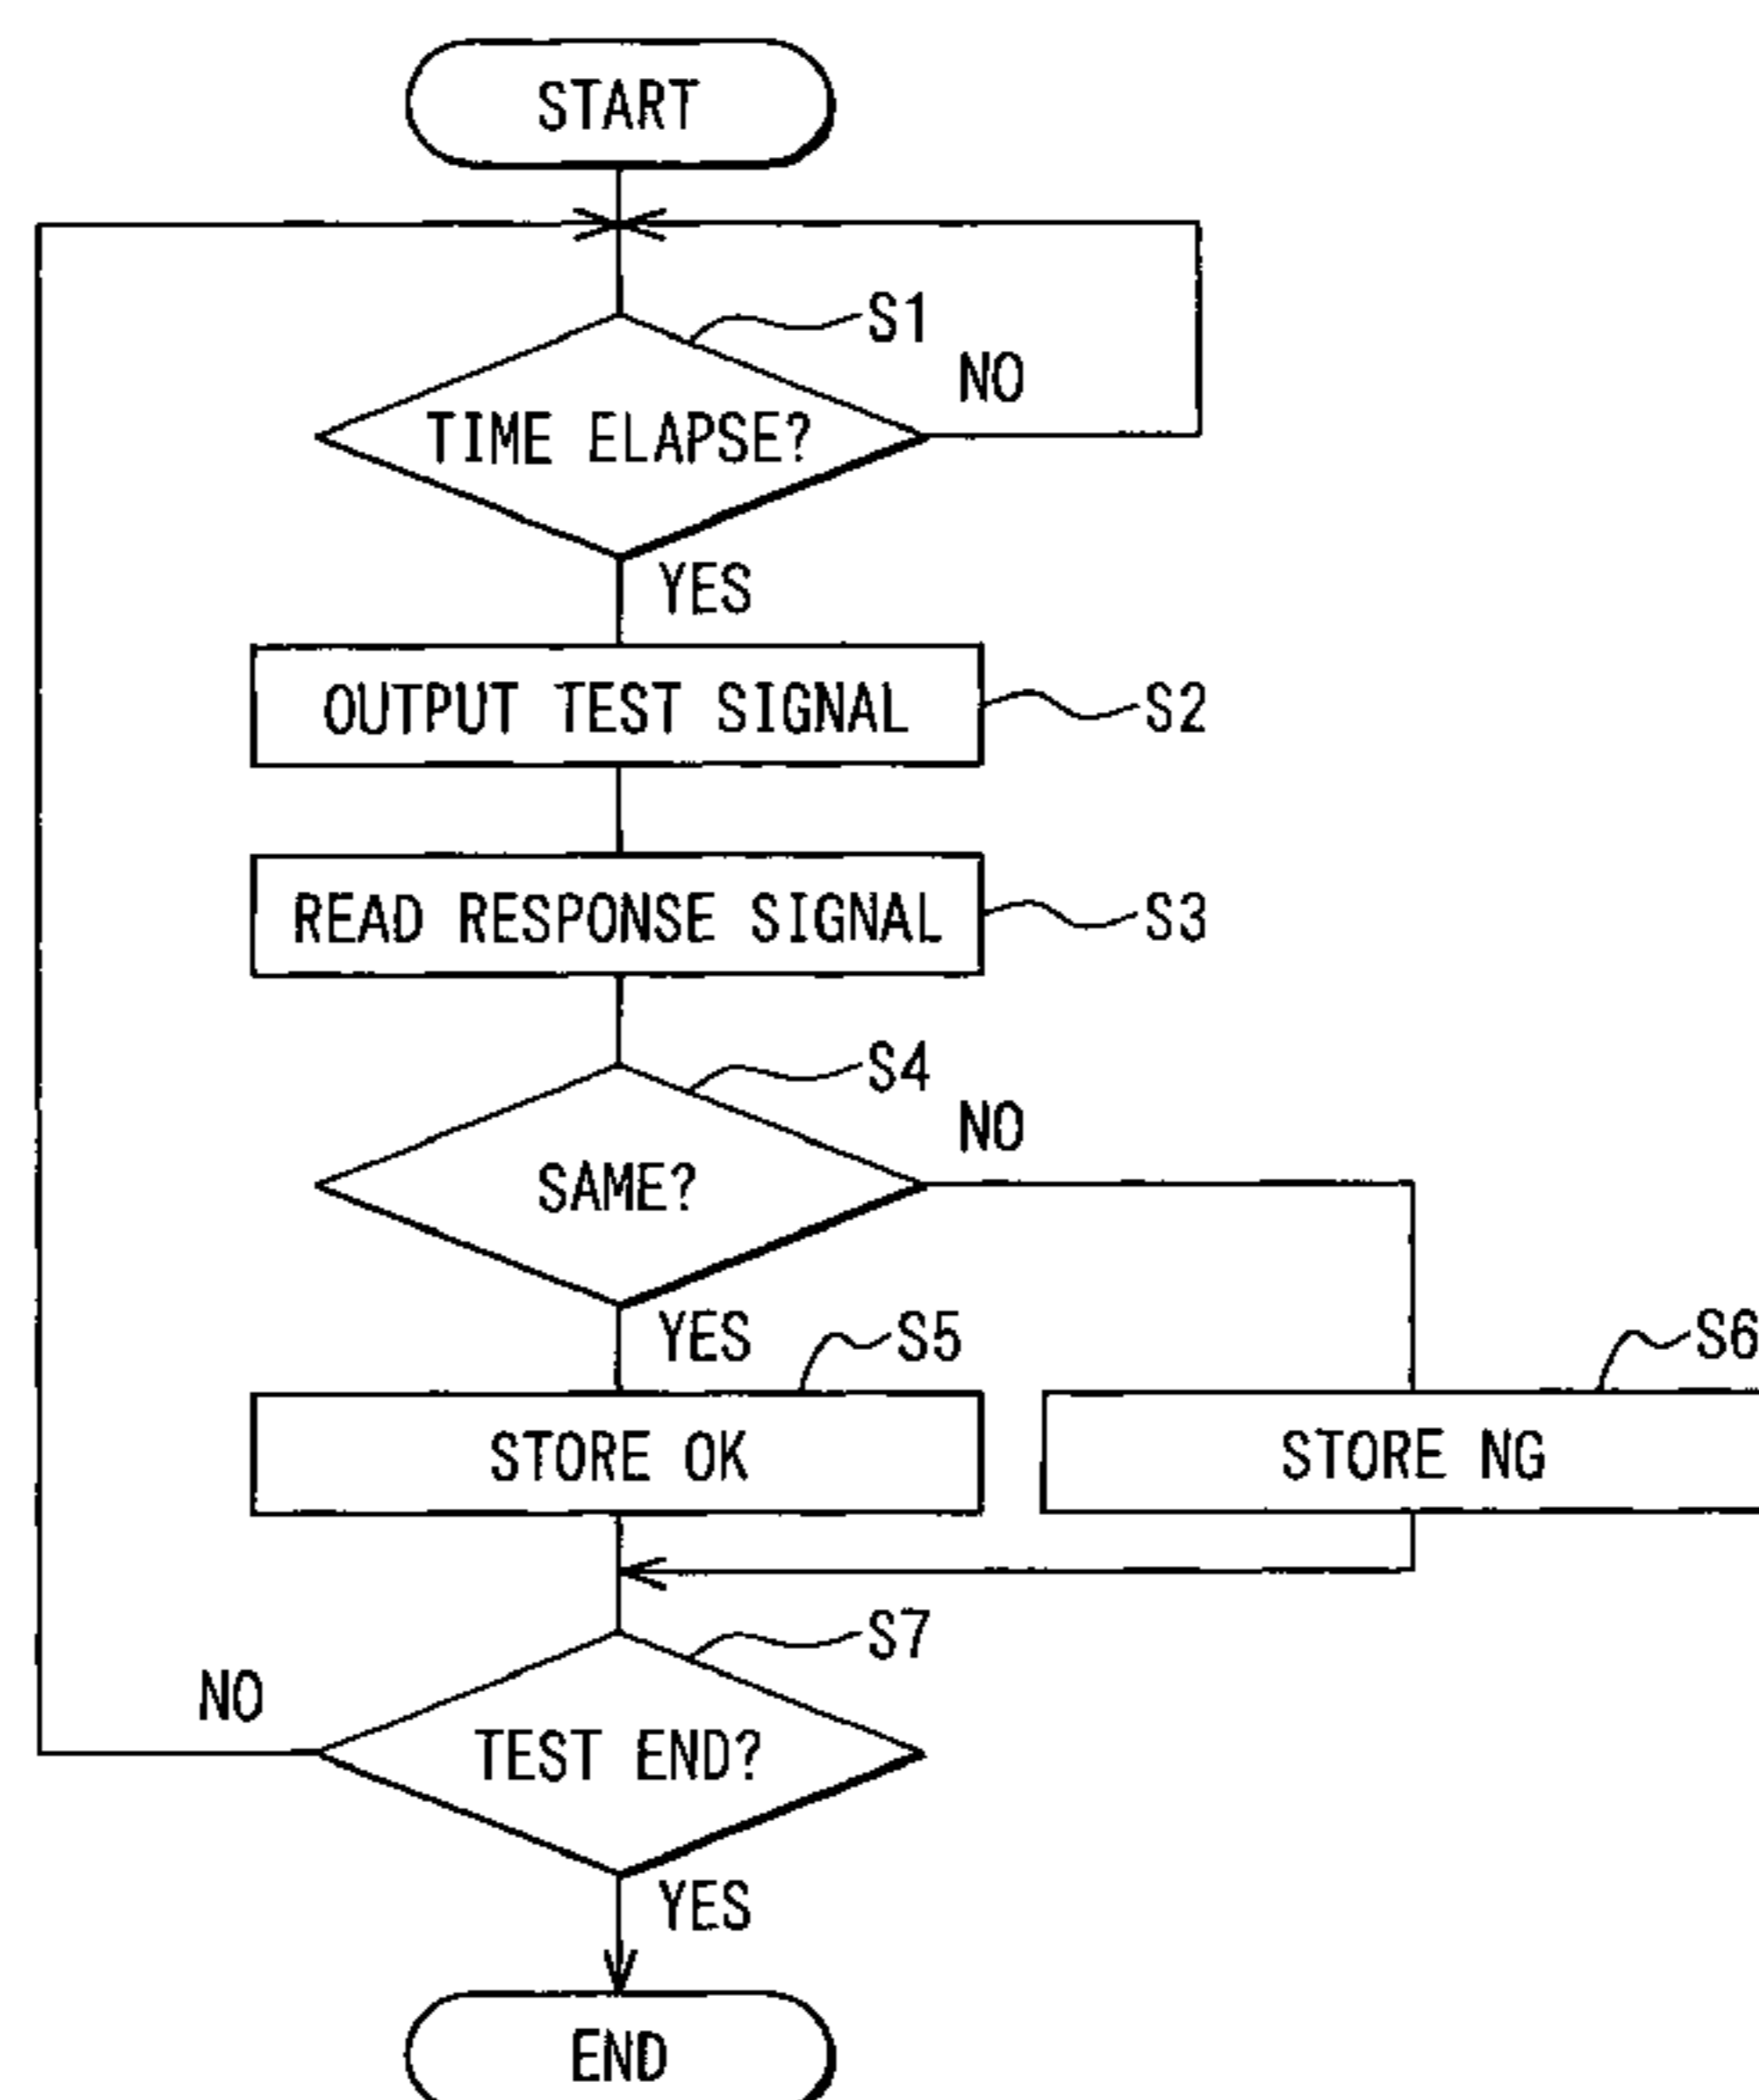 START
S1
NO
TIME ELAPSE?
YES
OUTPUT TEST SIGNAL
S2
READ RESPONSE SIGNAL
S3
S4
NO
SAME?
YES
S5
S6
STORE OK
STORE NG
S7
NO
TEST END?
YES
END